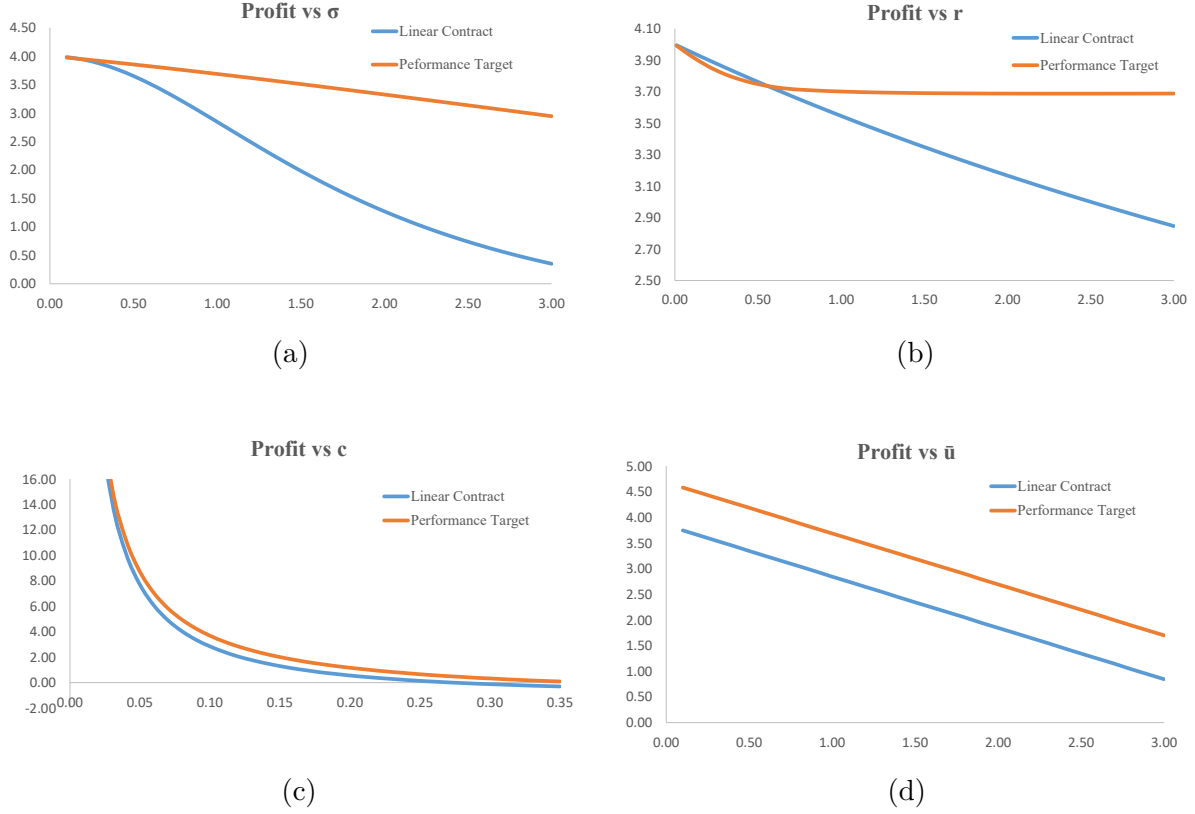 Profit vs σ
4.50
4.00
3.50
3.00
2.50
2.00
1.50
1.00
0.50
0.00
0.00 0.50 1.00 1.50 2.00 2.50 3.00
Linear Contract
Peformance Target
(a)
Profit vs r
4.10
3.90
3.70
3.50
3.30
3.10
2.90
2.70
2.50
0.00 0.50 1.00 1.50 2.00 2.50 3.00
Linear Contract
Performance Target
(b)
Profit vs c
16.00
14.00
12.00
10.00
8.00
6.00
4.00
2.00
0.00
-2.00
0.00 0.05 0.10 0.15 0.20 0.25 0.30 0.35
Linear Contract
Performance Target
(c)
Profit vs ū
5.00
4.50
4.00
3.50
3.00
2.50
2.00
1.50
1.00
0.50
0.00
0.00 0.50 1.00 1.50 2.00 2.50 3.00
Linear Contract
Performance Target
(d)